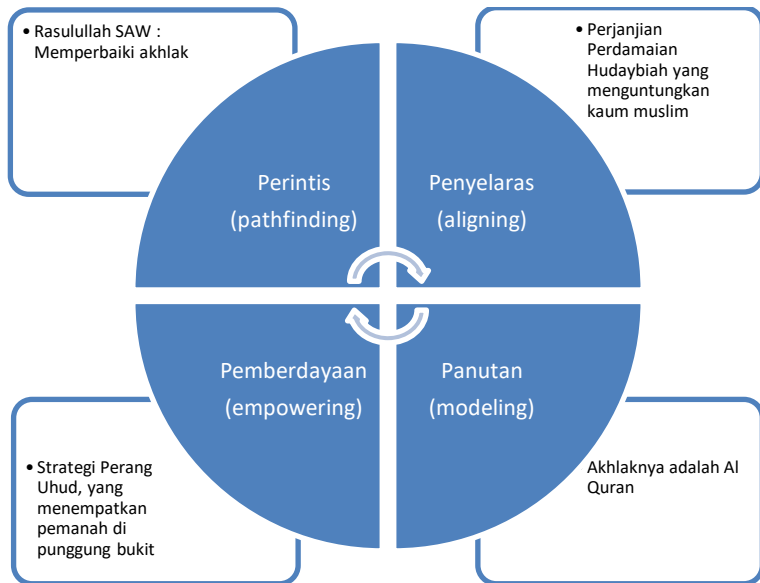 • Rasulullah SAW :
Memperbaiki akhlak
• Perjanjian
Perdamaian
Hudaybiah yang
menguntungkan
kaum muslim
Perintis
(pathfinding)
Penyelaras
(aligning)
Pemberdayaan
(empowering)
Panutan
(modeling)
• Strategi Perang
Uhud, yang
menempatkan
pemanah di
punggung bukit
Akhlaknya adalah Al
Quran